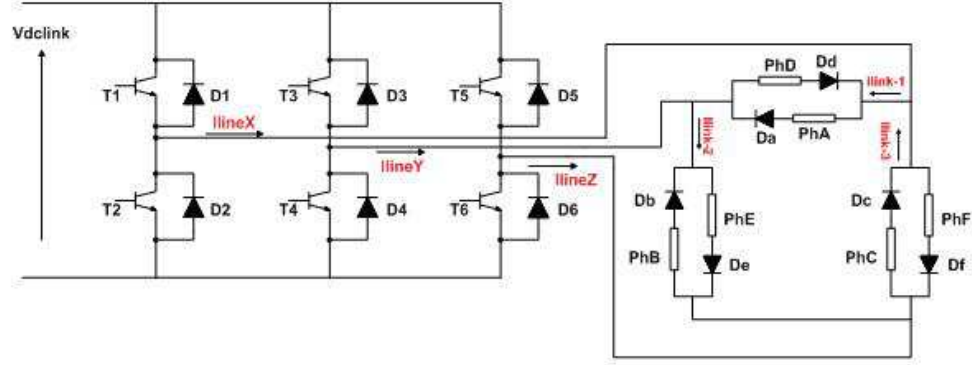 Vdclink
T1
D1
T3
D3
T5
D5
IlineX
IlineY
IlineZ
T2
D2
T4
D4
T6
D6
PhD
Dd
Ilink-1
Da
PhA
Ilink-2
Ilink-3
Db
PhE
Dc
PhF
PhB
De
PhC
Df